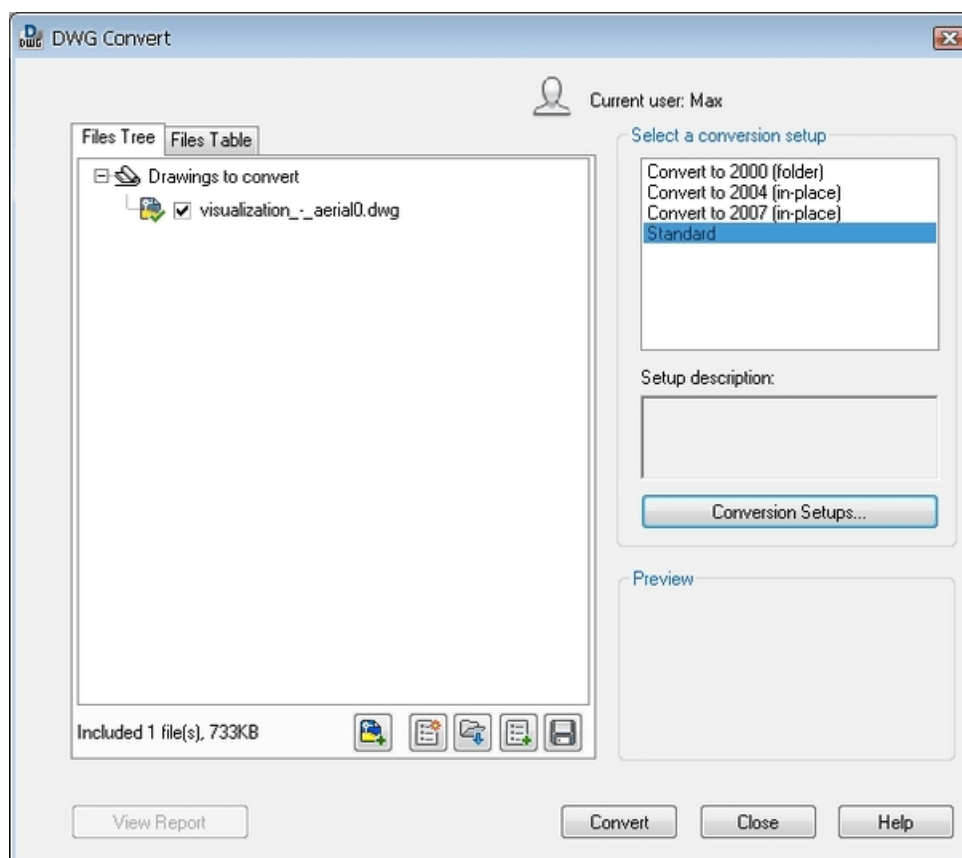 DWG Convert
Current user: Max
Files Tree
Files Table
Drawings to convert
visualization_-_aerial0.dwg
Included 1 file(s), 733KB
Select a conversion setup
Convert to 2000 (folder)
Convert to 2004 (in-place)
Convert to 2007 (in-place)
Standard
Setup description:
Conversion Setups...
Preview
View Report
Convert
Close
Help